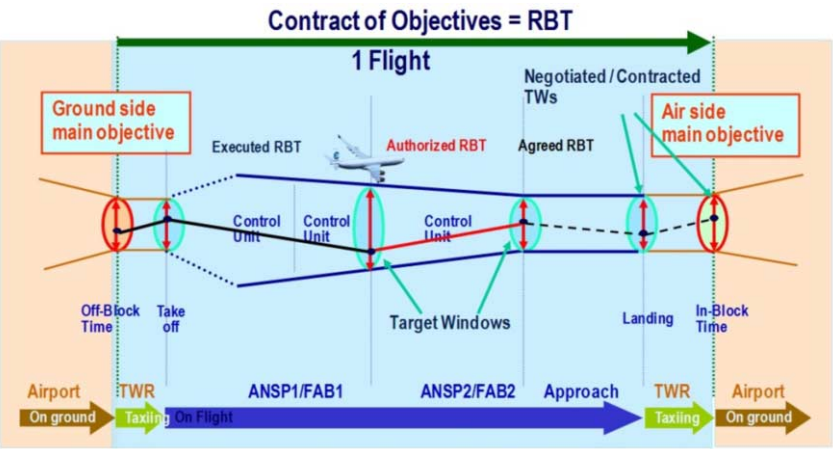 Contract of Objectives = RBT
1 Flight
Negotiated / Contracted
TWs
Ground side
main objective
Air side
main objective
Executed RBT
Authorized RBT
Agreed RBT
Control
Unit
Control
Unit
Control
Unit
Off-Block
Time
Take
off
Target Windows
Landing
In-Block
Time
Airport
TWR
ANSP1/FAB1
ANSP2/FAB2
Approach
TWR
Airport
On ground
Taxiing
On Flight
Taxiing
On ground